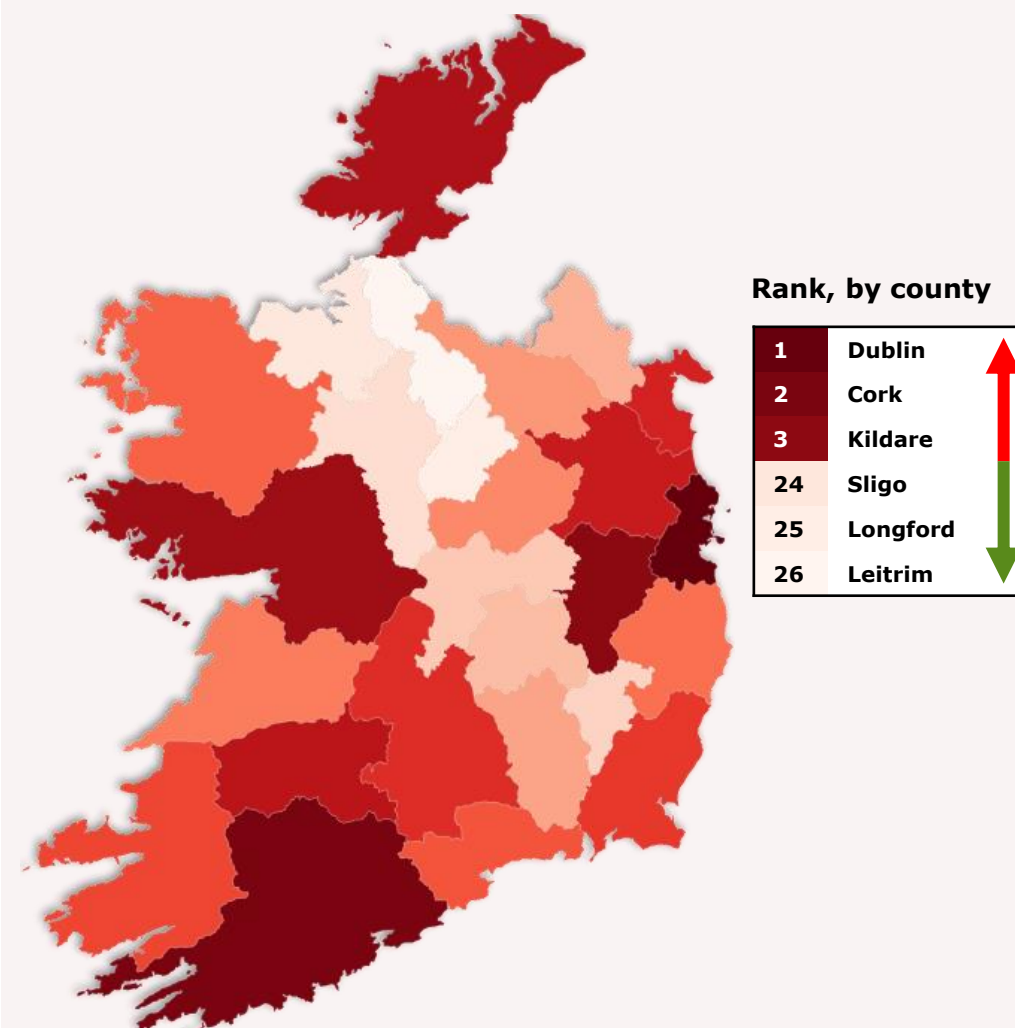 Rank, by county
1 Dublin
2 Cork
3 Kildare
24 Sligo
25 Longford
26 Leitrim